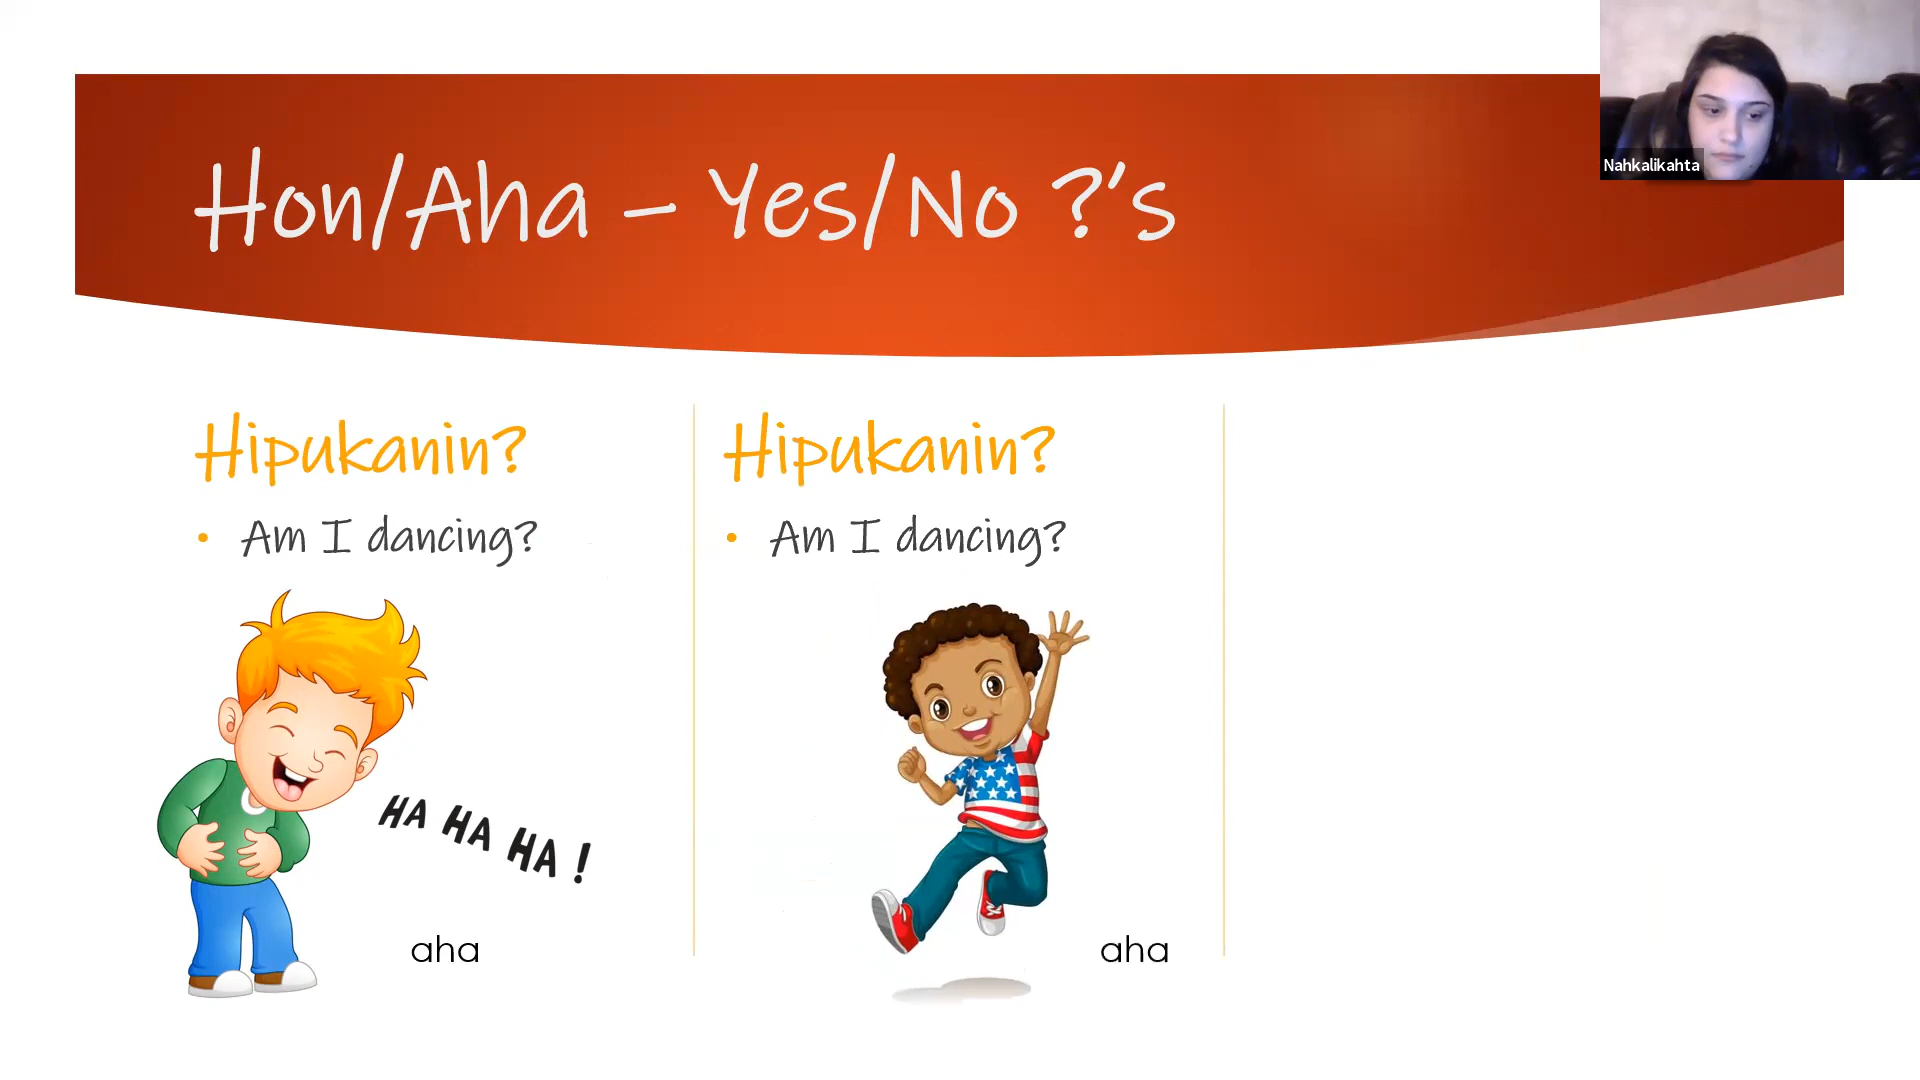 Hon/Aha – Yes/No ?'s
Nahkalikahta
Hipukanin?
• Am I dancing?
HA HA HA !
aha
Hipukanin?
• Am I dancing?
aha